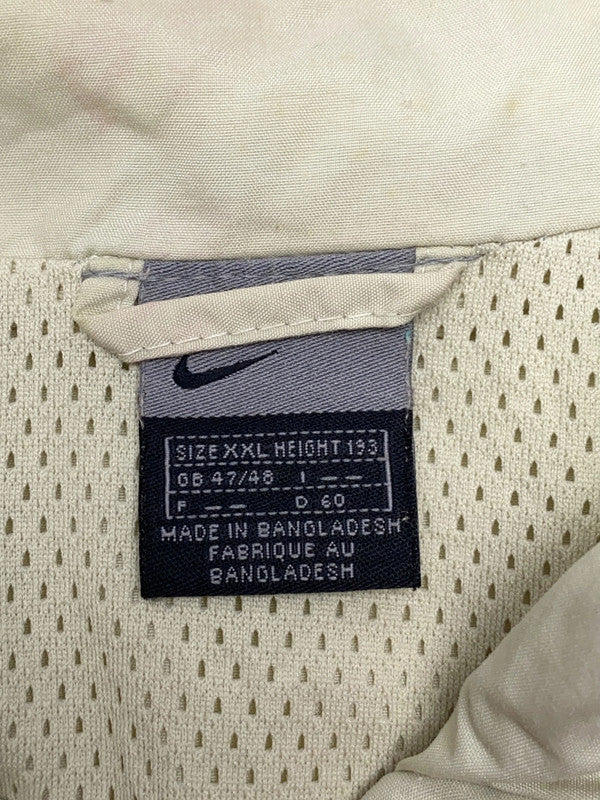 SIZE XXL HEIGHT 193
GB 47/48 I — —
F — — D 60
MADE IN BANGLADESH
FABRIQUE AU
BANGLADESH